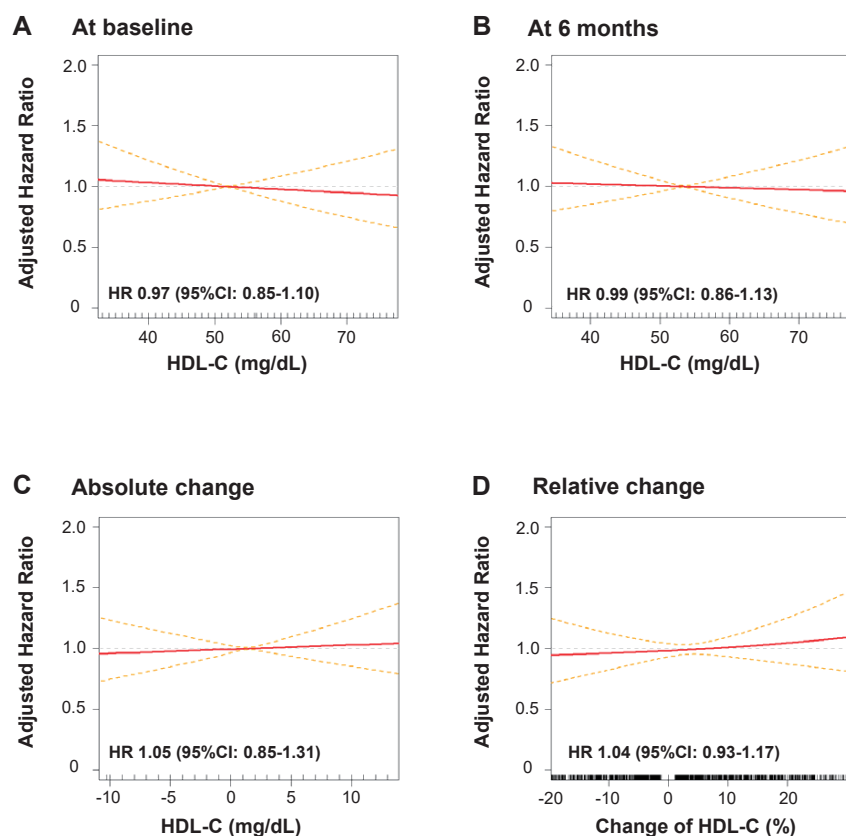 A At baseline
Adjusted Hazard Ratio
2.0
1.5
1.0
0.5
0
HR 0.97 (95%CI: 0.85-1.10)
40 50 60 70
HDL-C (mg/dL)
B At 6 months
Adjusted Hazard Ratio
2.0
1.5
1.0
0.5
0
HR 0.99 (95%CI: 0.86-1.13)
40 50 60 70
HDL-C (mg/dL)
C Absolute change
Adjusted Hazard Ratio
2.0
1.5
1.0
0.5
0
HR 1.05 (95%CI: 0.85-1.31)
-10 -5 0 5 10
HDL-C (mg/dL)
D Relative change
Adjusted Hazard Ratio
2.0
1.5
1.0
0.5
0
HR 1.04 (95%CI: 0.93-1.17)
-20 -10 0 10 20 30
Change of HDL-C (%)